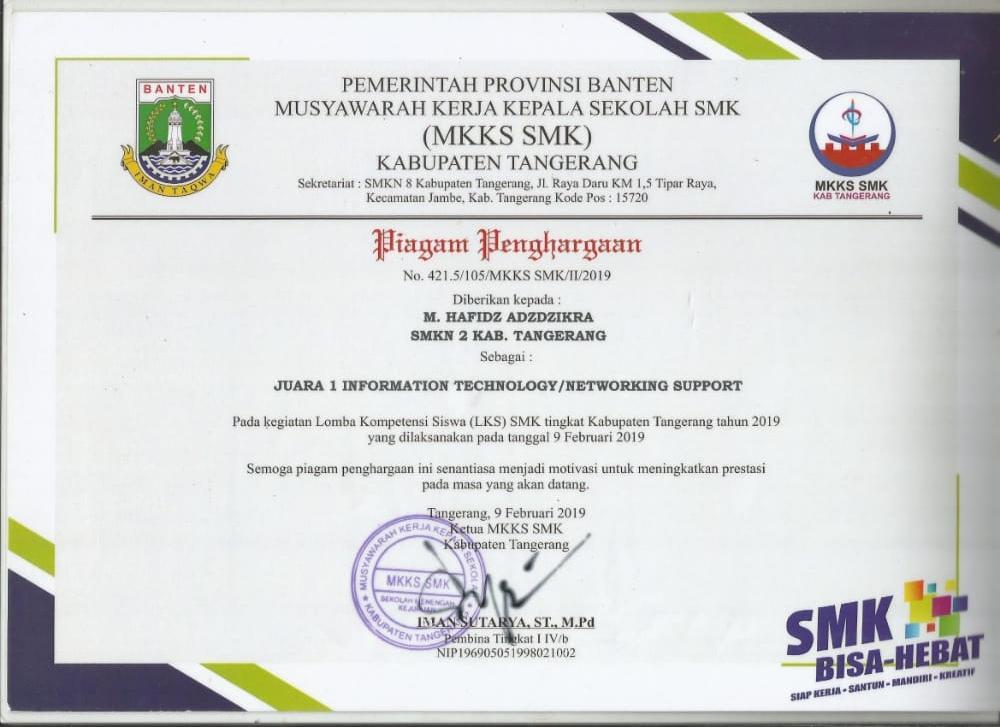 BANTEN
IMAN TAQWA
PEMERINTAH PROVINSI BANTEN
MUSYAWARAH KERJA KEPALA SEKOLAH SMK
(MKKS SMK)
KABUPATEN TANGERANG
Sekretariat : SMKN 8 Kabupaten Tangerang, Jl. Raya Daru KM 1,5 Tipar Raya,
Kecamatan Jambe, Kab. Tangerang Kode Pos : 15720
MKKS SMK
KAB TANGERANG
Piagam Penghargaan
No. 421.5/105/MKKS SMK/II/2019
Diberikan kepada :
M. HAFIDZ ADZDZIKRA
SMKN 2 KAB. TANGERANG
Sebagai :
JUARA 1 INFORMATION TECHNOLOGY/NETWORKING SUPPORT
Pada kegiatan Lomba Kompetensi Siswa (LKS) SMK tingkat Kabupaten Tangerang tahun 2019
yang dilaksanakan pada tanggal 9 Februari 2019
Semoga piagam penghargaan ini senantiasa menjadi motivasi untuk meningkatkan prestasi
pada masa yang akan datang.
Tangerang, 9 Februari 2019
Ketua MKKS SMK
Kabupaten Tangerang
MUSYAWARAH KERJA KEPALA SEKOLAH
MKKS SMK
SEKOLAH MENENGAH
KEJURUAN
KABUPATEN TANGERANG
IMAN SUTARYA, ST., M.Pd
Pembina Tingkat I IV/b
NIP196905051998021002
SMK
BISA-HEBAT
SIAP KERJA - SANTUN - MANDIRI - KREATIF